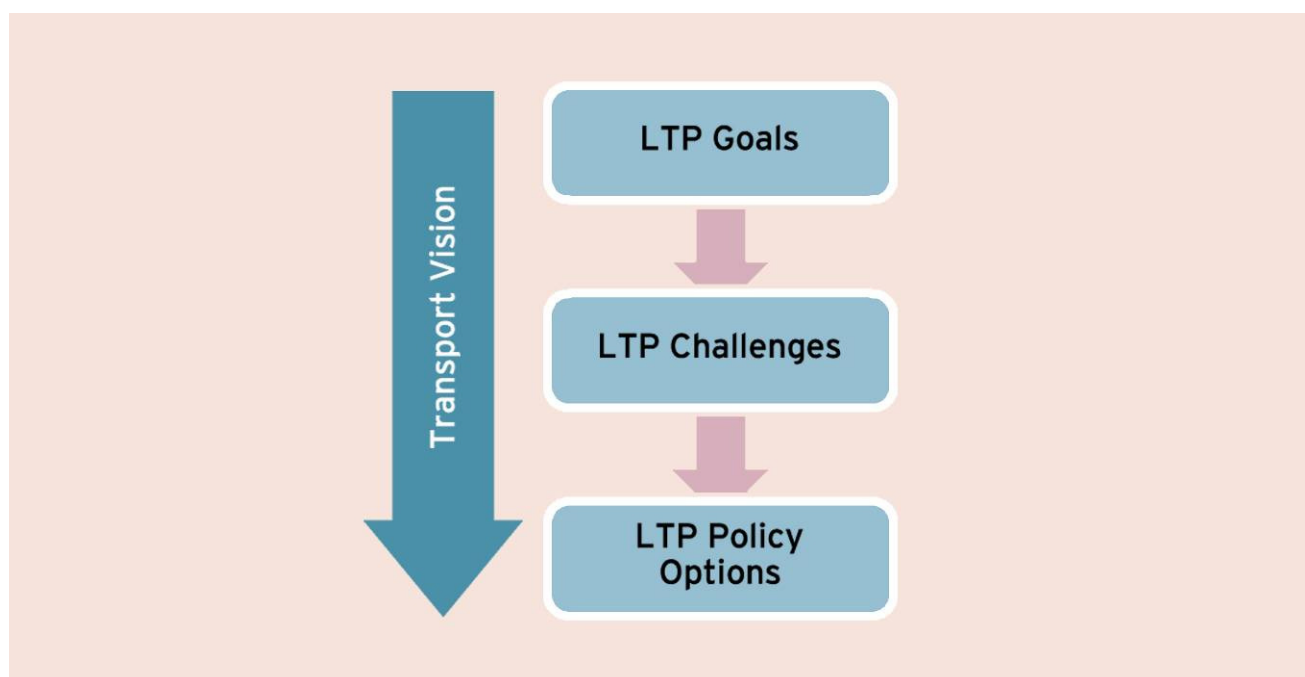 Transport Vision
LTP Goals
LTP Challenges
LTP Policy
Options